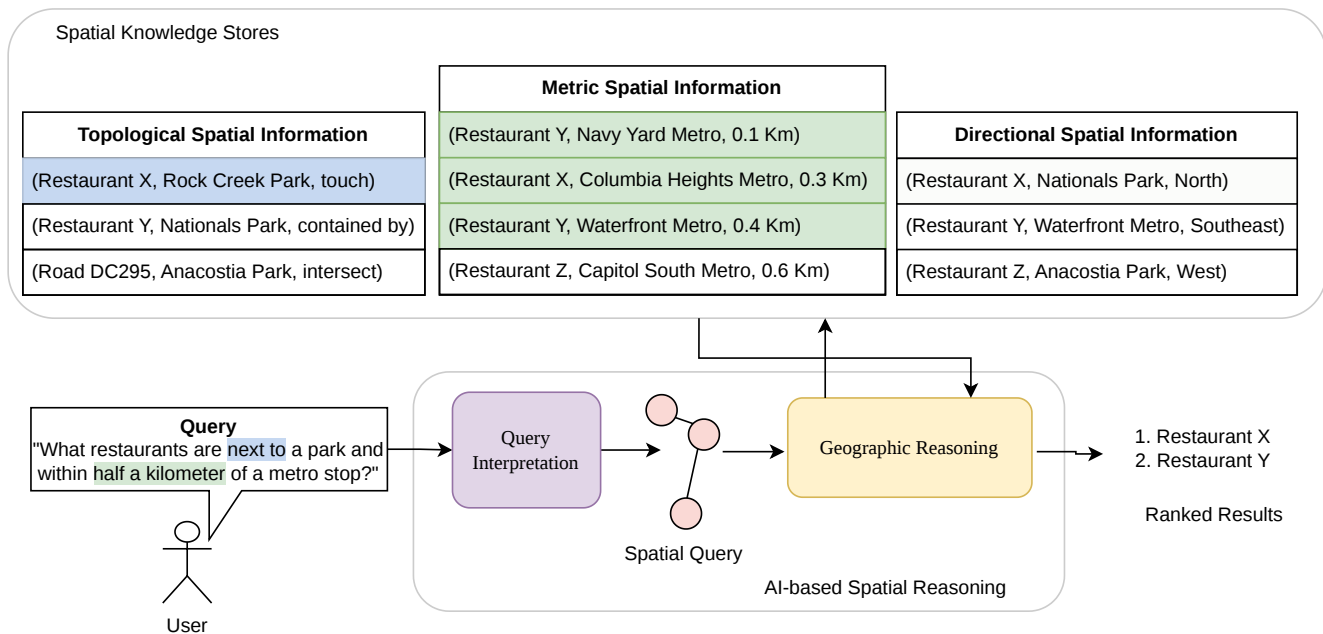 Spatial Knowledge Stores
Topological Spatial Information
(Restaurant X, Rock Creek Park, touch)
(Restaurant Y, Nationals Park, contained by)
(Road DC295, Anacostia Park, intersect)
Metric Spatial Information
(Restaurant Y, Navy Yard Metro, 0.1 Km)
(Restaurant X, Columbia Heights Metro, 0.3 Km)
(Restaurant Y, Waterfront Metro, 0.4 Km)
(Restaurant Z, Capitol South Metro, 0.6 Km)
Directional Spatial Information
(Restaurant X, Nationals Park, North)
(Restaurant Y, Waterfront Metro, Southeast)
(Restaurant Z, Anacostia Park, West)
Query
"What restaurants are next to a park and
within half a kilometer of a metro stop?"
User
Query
Interpretation
Spatial Query
Geographic Reasoning
AI-based Spatial Reasoning
1. Restaurant X
2. Restaurant Y
Ranked Results